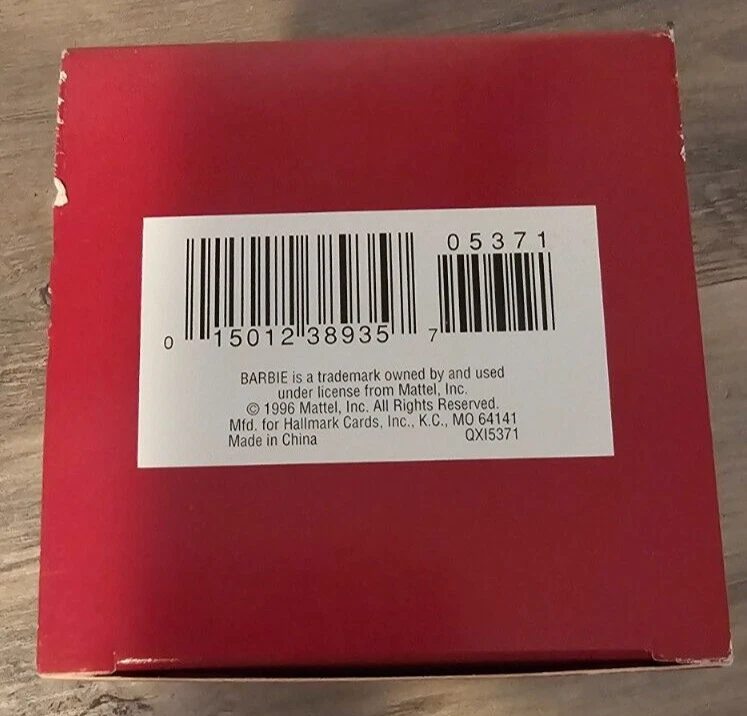 05371
0 15012 38935 7
BARBIE is a trademark owned by and used
under license from Mattel, Inc.
© 1996 Mattel, Inc. All Rights Reserved.
Mfd. for Hallmark Cards, Inc., K.C., MO 64141
Made in China QXI5371